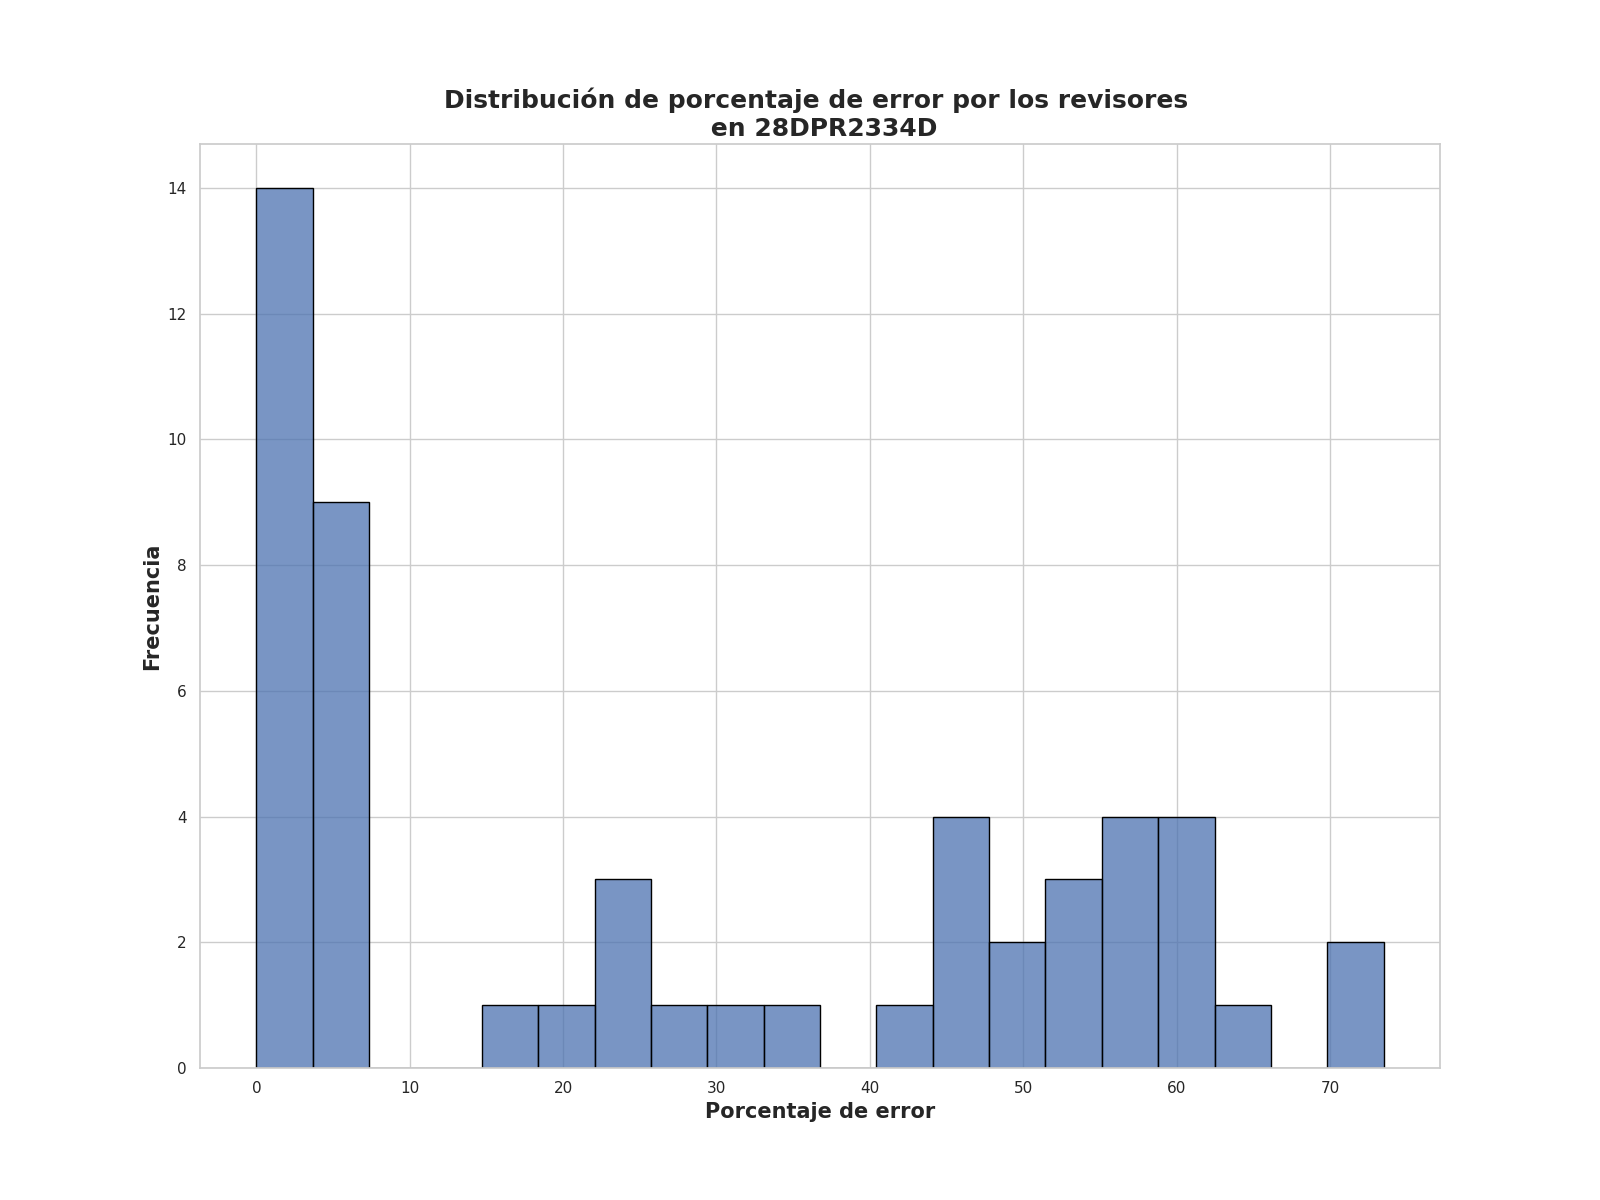 Distribución de porcentaje de error por los revisores
en 28DPR2334D
14
12
10
8
6
4
2
0
Frecuencia
0 10 20 30 40 50 60 70
Porcentaje de error